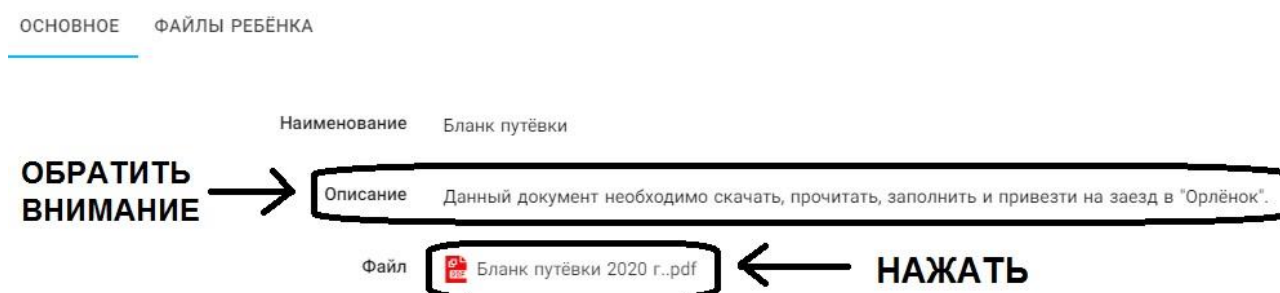 ОСНОВНОЕ ФАЙЛЫ РЕБЁНКА
Наименование Бланк путёвки
ОБРАТИТЬ
ВНИМАНИЕ
Описание Данный документ необходимо скачать, прочитать, заполнить и привезти на заезд в "Орлёнок".
Файл Бланк путёвки 2020 г..pdf
НАЖАТЬ